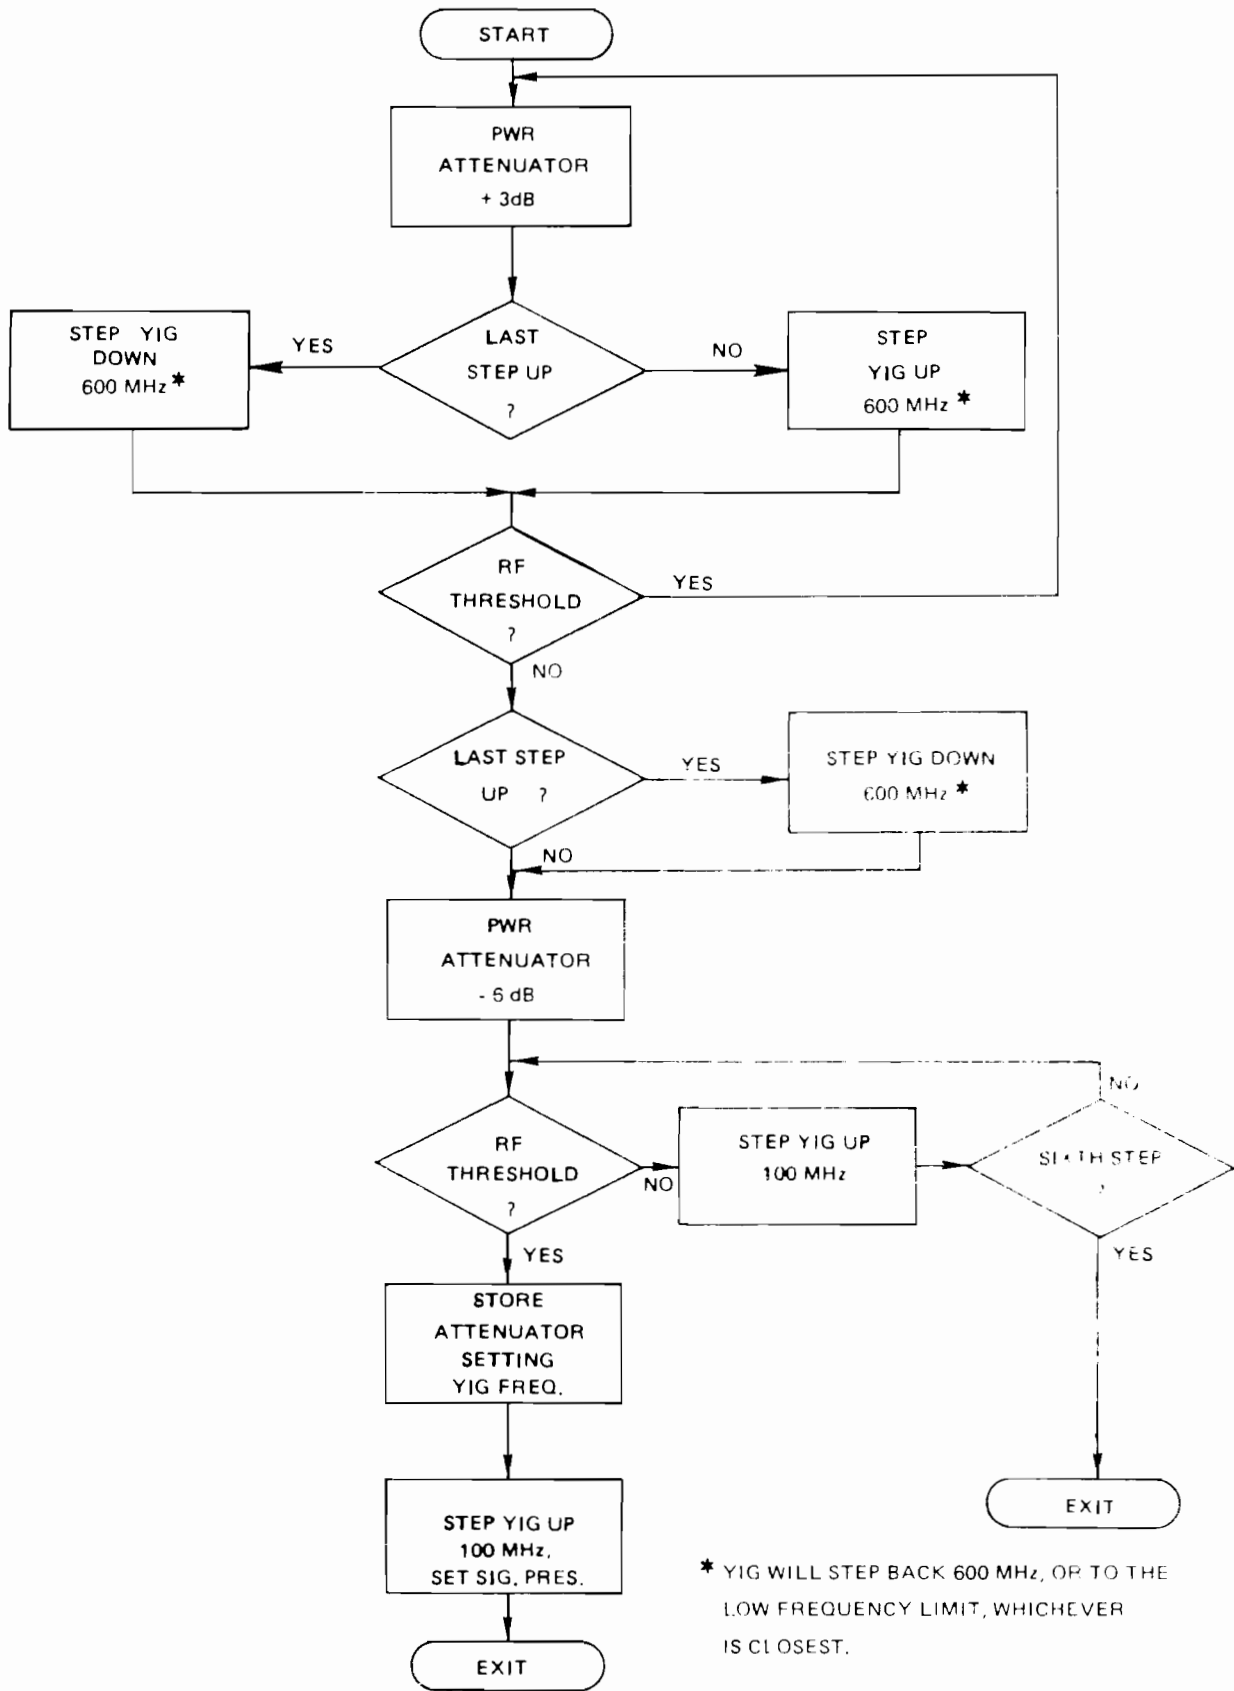 START
PWR
ATTENUATOR
+ 3dB
LAST
STEP UP
?
YES
NO
STEP YIG
DOWN
600 MHz *
STEP
YIG UP
600 MHz *
RF
THRESHOLD
?
YES
NO
LAST STEP
UP ?
YES
STEP YIG DOWN
600 MHz *
NO
PWR
ATTENUATOR
- 6 dB
RF
THRESHOLD
?
NO
STEP YIG UP
100 MHz
SIXTH STEP
?
NO
YES
YES
STORE
ATTENUATOR
SETTING
YIG FREQ.
STEP YIG UP
100 MHz,
SET SIG. PRES.
EXIT
EXIT
* YIG WILL STEP BACK 600 MHz, OR TO THE
LOW FREQUENCY LIMIT, WHICHEVER
IS CLOSEST.